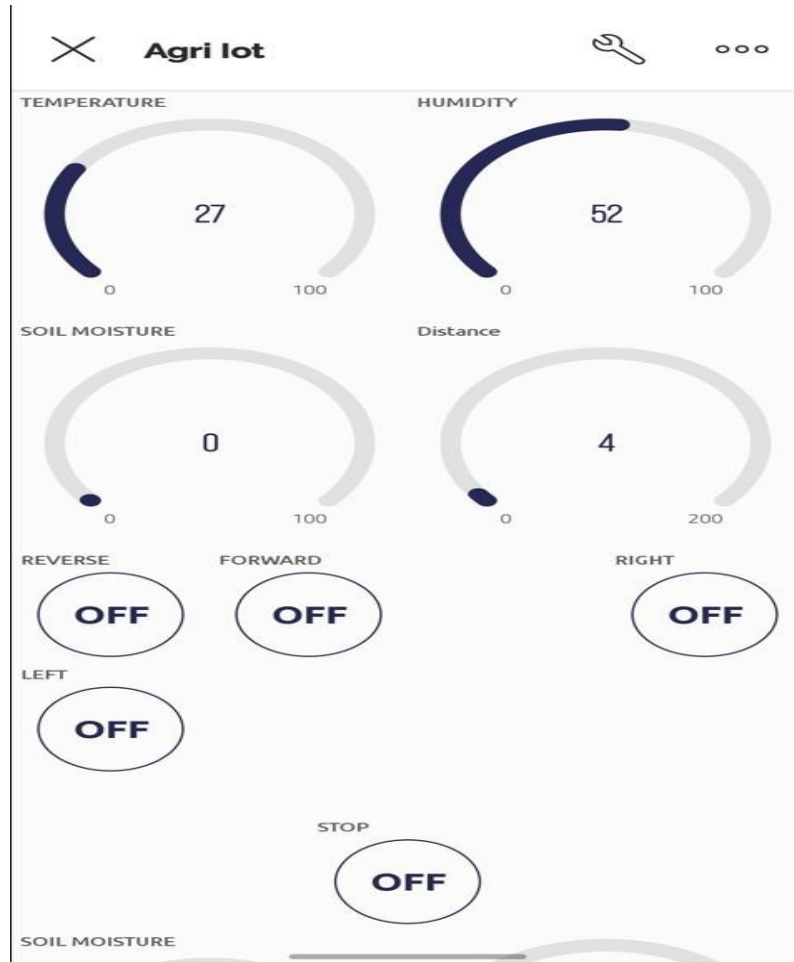 Agri Iot
TEMPERATURE HUMIDITY
27 52
0 100 0 100
SOIL MOISTURE Distance
0 4
0 100 0 200
REVERSE FORWARD RIGHT
OFF OFF OFF
LEFT
OFF
STOP
OFF
SOIL MOISTURE